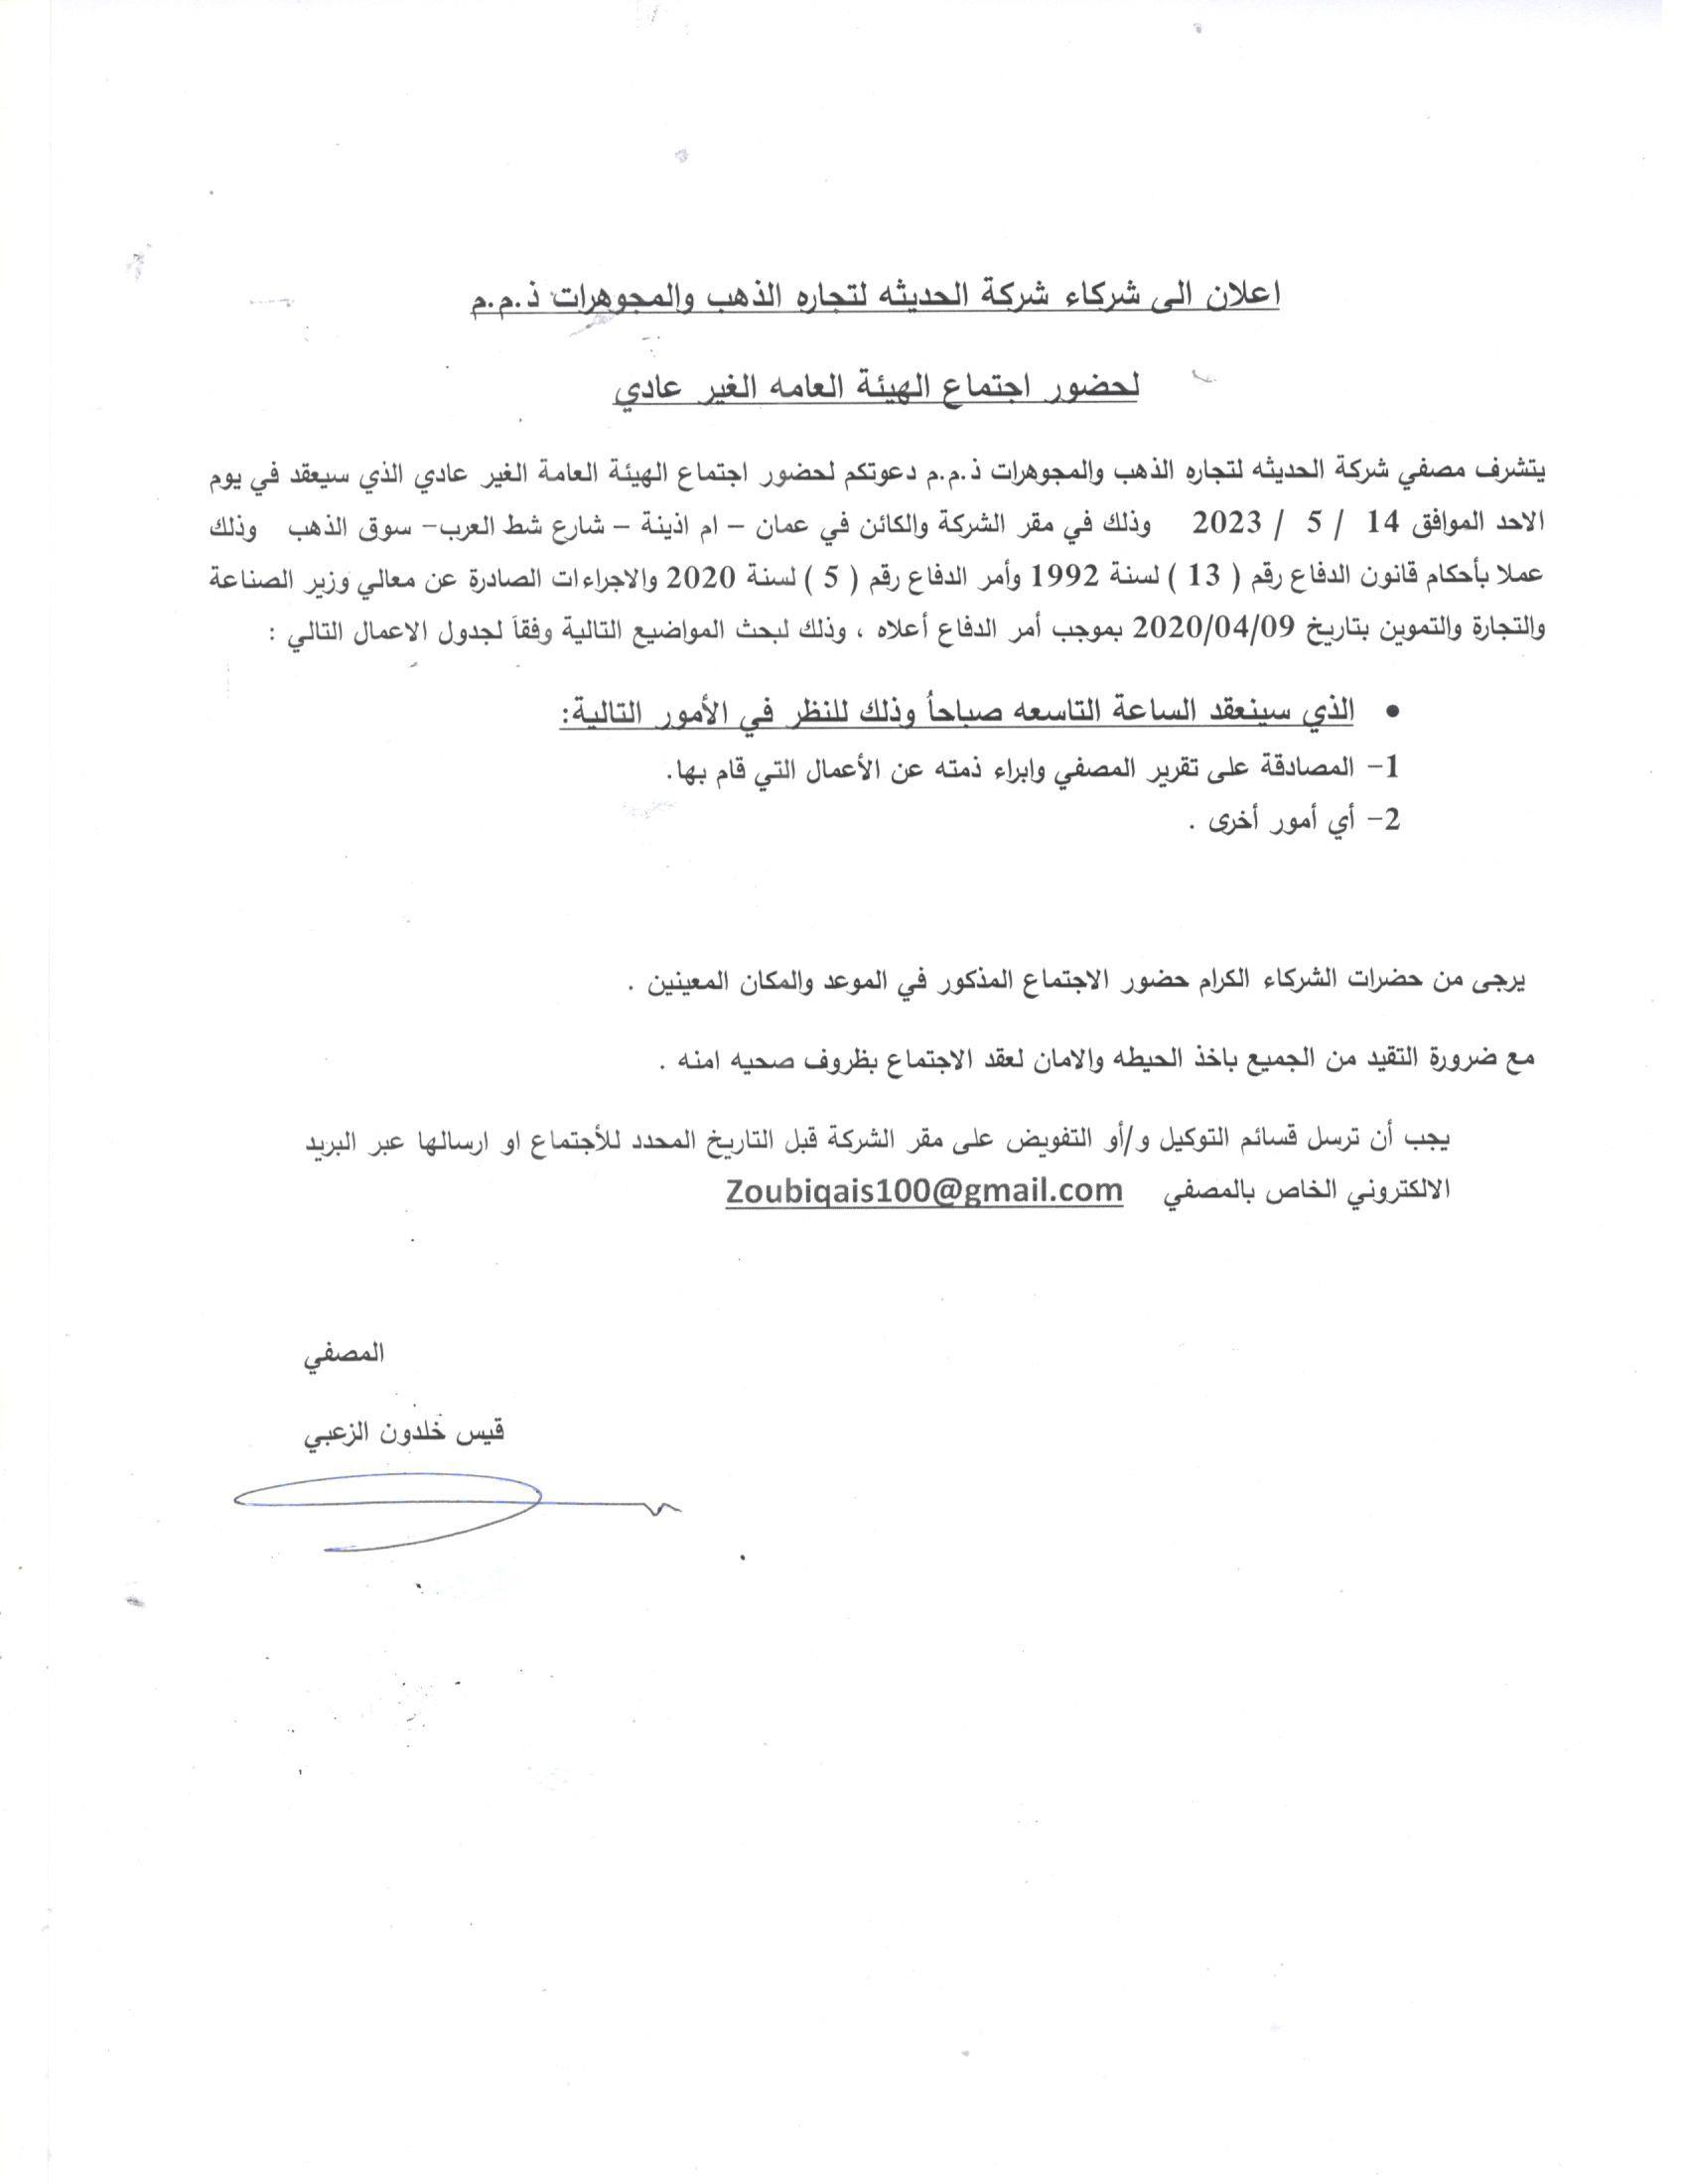 اعلان الى شركاء شركة الحديثه لتجاره الذهب والمجوهرات ذ.م.م
لحضور اجتماع الهيئة العامه الغير عادي
يتشرف مصفي شركة الحديثه لتجاره الذهب والمجوهرات ذ.م.م دعوتكم لحضور اجتماع الهيئة العامة الغير عادي الذي سيعقد في يوم
الاحد الموافق 14 / 5 / 2023 وذلك في مقر الشركة والكائن في عمان – ام اذينة – شارع شط العرب– سوق الذهب وذلك
عملا بأحكام قانون الدفاع رقم ( 13 ) لسنة 1992 وأمر الدفاع رقم ( 5 ) لسنة 2020 والاجراءات الصادرة عن معالي وزير الصناعة
والتجارة والتموين بتاريخ 2020/04/09 بموجب أمر الدفاع أعلاه ، وذلك لبحث المواضيع التالية وفقاً لجدول الاعمال التالي :
• الذي سينعقد الساعة التاسعه صباحاً وذلك للنظر في الأمور التالية:
1– المصادقة على تقرير المصفي وابراء ذمته عن الأعمال التي قام بها.
2– أي أمور أخرى .
يرجى من حضرات الشركاء الكرام حضور الاجتماع المذكور في الموعد والمكان المعينين .
مع ضرورة التقيد من الجميع باخذ الحيطه والامان لعقد الاجتماع بظروف صحيه امنه .
يجب أن ترسل قسائم التوكيل و/أو التفويض على مقر الشركة قبل التاريخ المحدد للأجتماع او ارسالها عبر البريد
الالكتروني الخاص بالمصفي Zoubiqais100@gmail.com
المصفي
قيس خلدون الزعبي